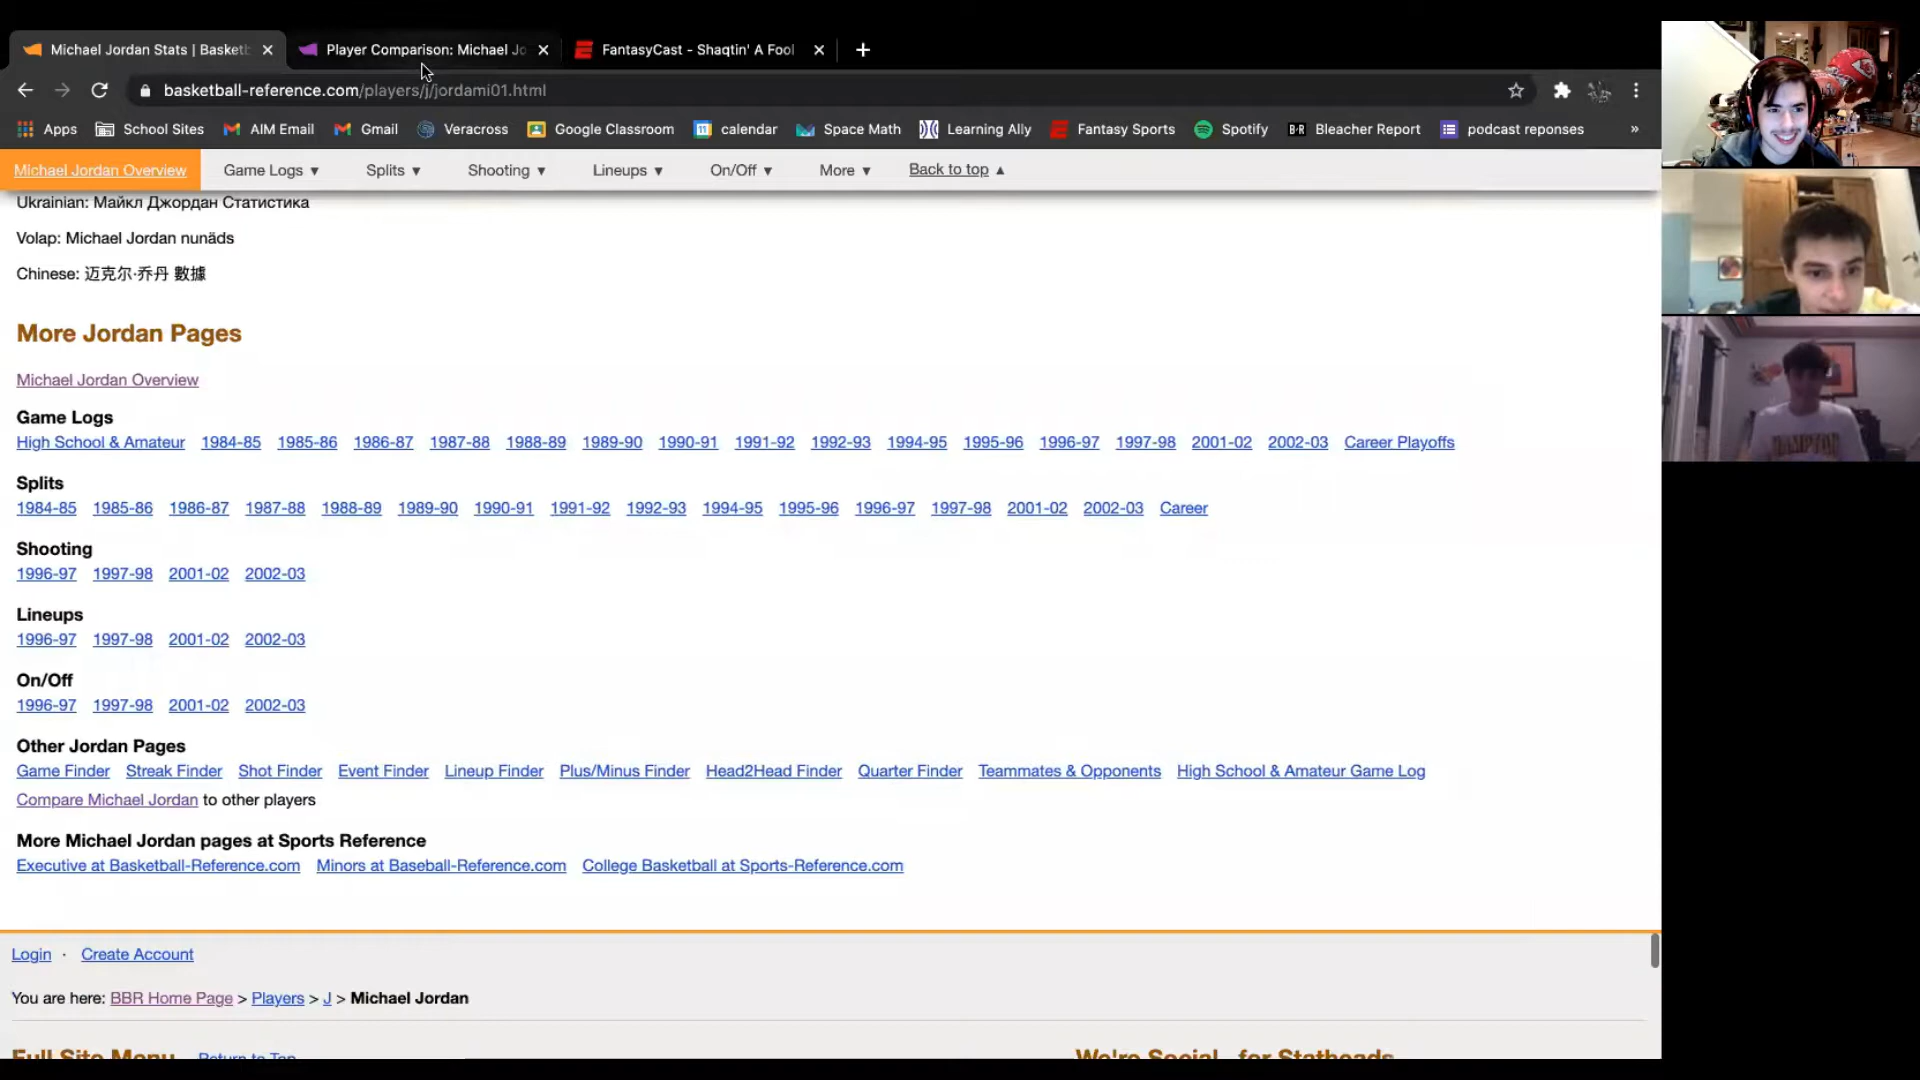 Michael Jordan Stats | Basketb
Player Comparison: Michael Jo
FantasyCast - Shaqtin' A Fool
basketball-reference.com/players/j/jordami01.html
Apps School Sites AIM Email Gmail Veracross Google Classroom calendar Space Math Learning Ally Fantasy Sports Spotify B·R Bleacher Report podcast reponses »
Michael Jordan Overview Game Logs ▼ Splits ▼ Shooting ▼ Lineups ▼ On/Off ▼ More ▼ Back to top ▲
Ukrainian: Майкл Джордан Статистика
Volap: Michael Jordan nunäds
Chinese: 迈克尔·乔丹 數據
More Jordan Pages
Michael Jordan Overview
Game Logs
High School & Amateur 1984-85 1985-86 1986-87 1987-88 1988-89 1989-90 1990-91 1991-92 1992-93 1994-95 1995-96 1996-97 1997-98 2001-02 2002-03 Career Playoffs
Splits
1984-85 1985-86 1986-87 1987-88 1988-89 1989-90 1990-91 1991-92 1992-93 1994-95 1995-96 1996-97 1997-98 2001-02 2002-03 Career
Shooting
1996-97 1997-98 2001-02 2002-03
Lineups
1996-97 1997-98 2001-02 2002-03
On/Off
1996-97 1997-98 2001-02 2002-03
Other Jordan Pages
Game Finder Streak Finder Shot Finder Event Finder Lineup Finder Plus/Minus Finder Head2Head Finder Quarter Finder Teammates & Opponents High School & Amateur Game Log
Compare Michael Jordan to other players
More Michael Jordan pages at Sports Reference
Executive at Basketball-Reference.com Minors at Baseball-Reference.com College Basketball at Sports-Reference.com
Login · Create Account
You are here: BBR Home Page > Players > J > Michael Jordan
Full Site Menu Return to Top
We're Social...for Statheads